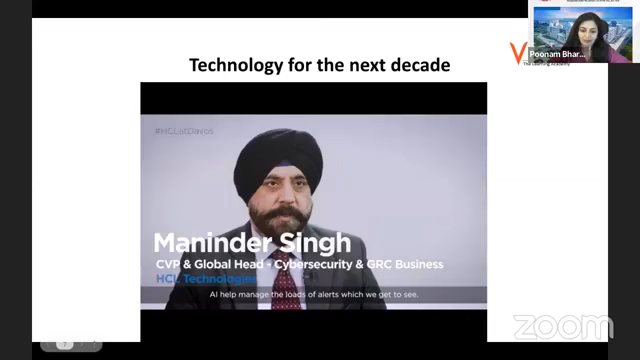 Technology for the next decade
Poonam Bhar...
The Learning Academy
#HCLatDavos
Maninder Singh
CVP & Global Head - Cybersecurity & GRC Business
HCL Technologies
AI help manage the loads of alerts which we get to see.
zoom